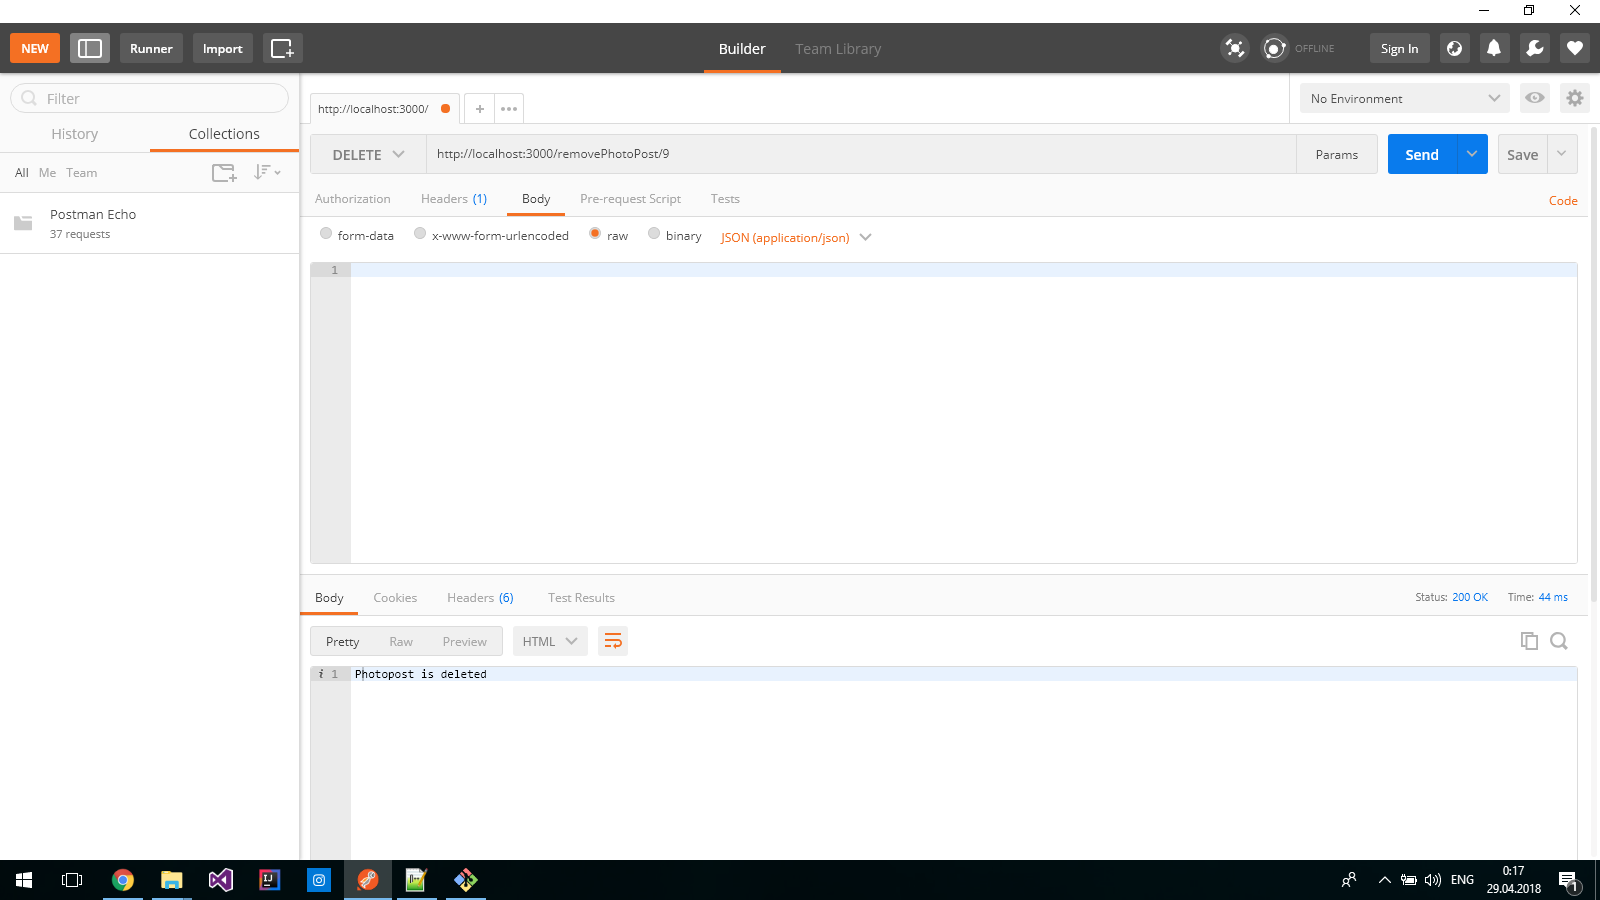 NEW
Runner
Import
Builder
Team Library
OFFLINE
Sign In
Filter
History
Collections
All Me Team
Postman Echo
37 requests
http://localhost:3000/
No Environment
DELETE
http://localhost:3000/removePhotoPost/9
Params
Send
Save
Authorization
Headers (1)
Body
Pre-request Script
Tests
Code
form-data
x-www-form-urlencoded
raw
binary
JSON (application/json)
1
Body
Cookies
Headers (6)
Test Results
Status: 200 OK
Time: 44 ms
Pretty
Raw
Preview
HTML
i 1 Photopost is deleted
IJ
ENG
0:17
29.04.2018
1